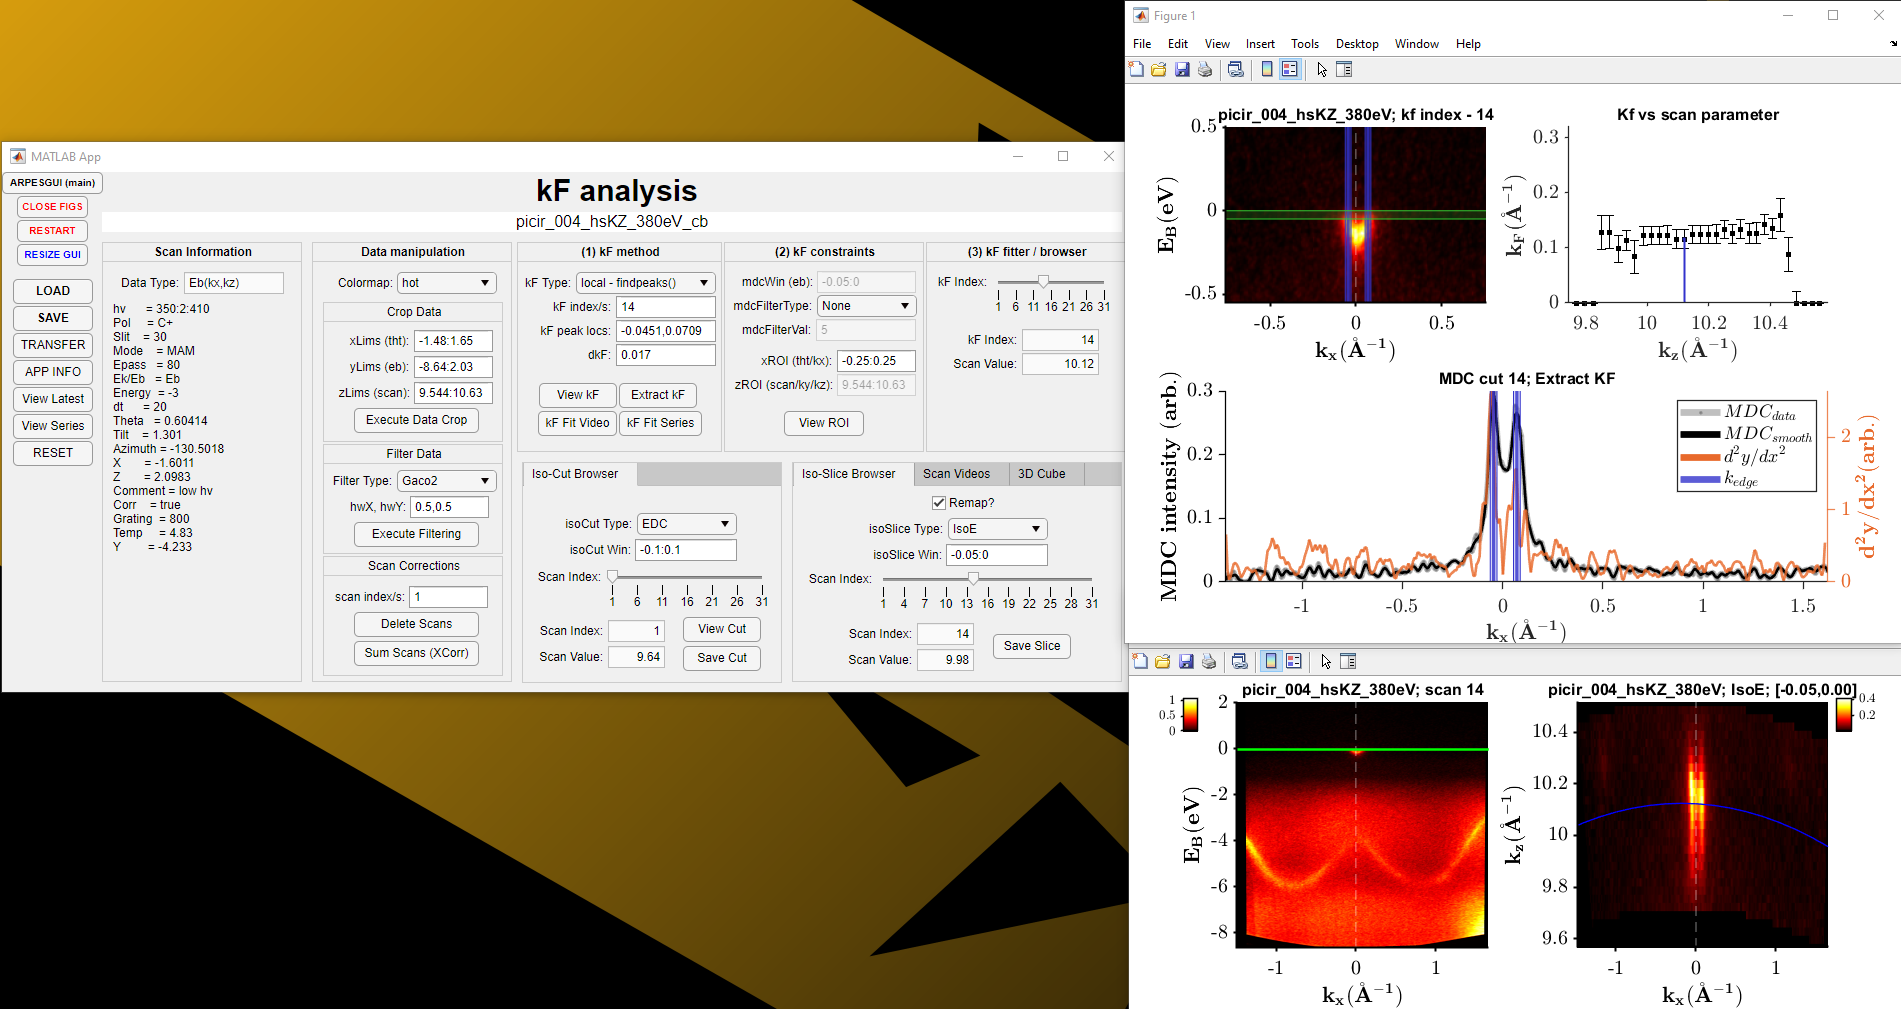 MATLAB App
ARPESGUI (main)
CLOSE FIGS
RESTART
RESIZE GUI
LOAD
SAVE
TRANSFER
APP INFO
View Latest
View Series
RESET
kF analysis
picir_004_hsKZ_380eV_cb
Scan Information
Data Type: Eb(kx,kz)
hv = 350:2:410
Pol = C+
Slit = 30
Mode = MAM
Epass = 80
Ek/Eb = Eb
Energy = -3
dt = 20
Theta = 0.60414
Tilt = 1.301
Azimuth = -130.5018
X = -1.6011
Z = 2.0983
Comment = low hv
Corr = true
Grating = 800
Temp = 4.83
Y = -4.233
Data manipulation
Colormap: hot
Crop Data
xLims (tht): -1.48:1.65
yLims (eb): -8.64:2.03
zLims (scan): 9.544:10.63
Execute Data Crop
Filter Data
Filter Type: Gaco2
hwX, hwY: 0.5,0.5
Execute Filtering
Scan Corrections
scan index/s: 1
Delete Scans
Sum Scans (XCorr)
(1) kF method
kF Type: local - findpeaks()
kF index/s: 14
kF peak locs: -0.0451,0.0709
dkF: 0.017
View kF Extract kF
kF Fit Video kF Fit Series
(2) kF constraints
mdcWin (eb): -0.05:0
mdcFilterType: None
mdcFilterVal: 5
xROI (tht/kx): -0.25:0.25
zROI (scan/ky/kz): 9.544:10.63
View ROI
(3) kF fitter / browser
kF Index:
1 6 11 16 21 26 31
kF Index: 14
Scan Value: 10.12
Iso-Cut Browser
isoCut Type: EDC
isoCut Win: -0.1:0.1
Scan Index:
1 6 11 16 21 26 31
Scan Index: 1
View Cut
Scan Value: 9.64
Save Cut
Iso-Slice Browser Scan Videos 3D Cube
Remap?
isoSlice Type: IsoE
isoSlice Win: -0.05:0
Scan Index:
1 4 7 10 13 16 19 22 25 28 31
Scan Index: 14
Save Slice
Scan Value: 9.98
Figure 1
File Edit View Insert Tools Desktop Window Help
picir_004_hsKZ_380eV; kf index - 14
0.5
0
-0.5
E_B(eV)
-0.5 0 0.5
k_x(Å⁻¹)
Kf vs scan parameter
0.3
0.2
0.1
0
k_F(Å⁻¹)
9.8 10 10.2 10.4
k_z(Å⁻¹)
MDC cut 14; Extract KF
0.3
0.2
0.1
0
MDC intensity (arb.)
MDC_data
MDC_smooth
d²y/dx²
k_edge
2
1
0
d²y/dx²(arb.)
-1 -0.5 0 0.5 1 1.5
k_x(Å⁻¹)
picir_004_hsKZ_380eV; scan 14
1
0.5
0
2
0
-2
-4
-6
-8
E_B(eV)
-1 0 1
k_x(Å⁻¹)
picir_004_hsKZ_380eV; IsoE; [-0.05,0.00]
0.4
0.2
10.4
10.2
10
9.8
9.6
k_z(Å⁻¹)
-1 0 1
k_x(Å⁻¹)